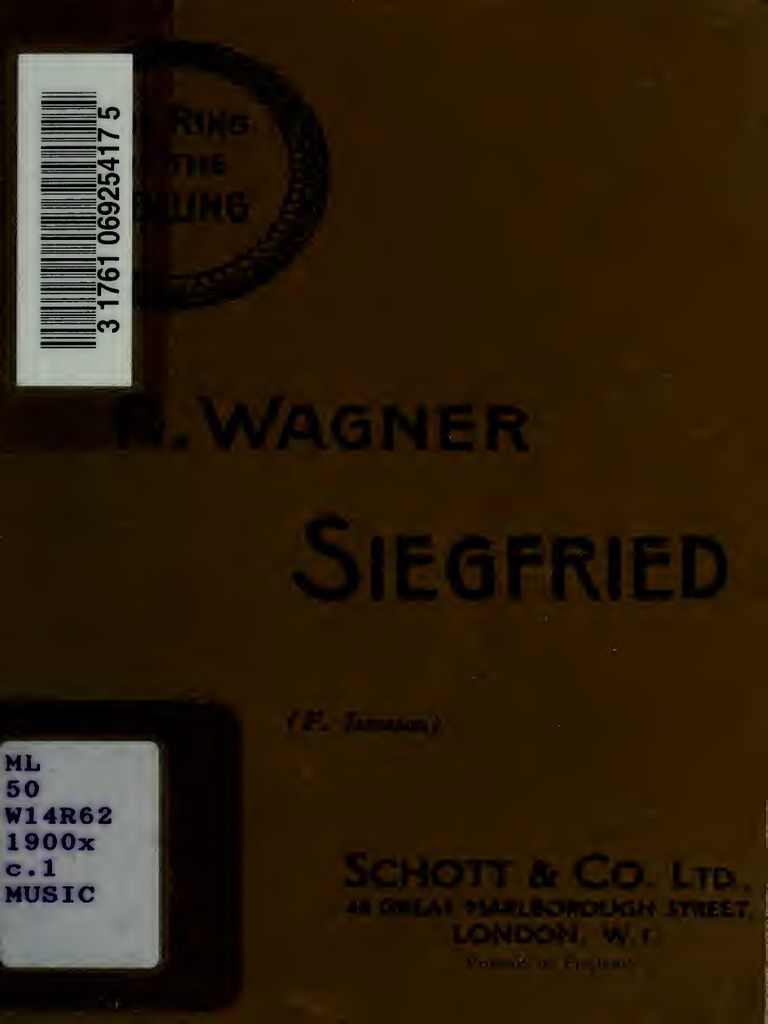 RING
THE
LUNG
3 1761 06925417 5
R. WAGNER
SIEGFRIED
ML
50
W14R62
1900x
c.1
MUSIC
SCHOTT & CO. LTD.,
48 GREAT MARLBOROUGH STREET,
LONDON, W.1.